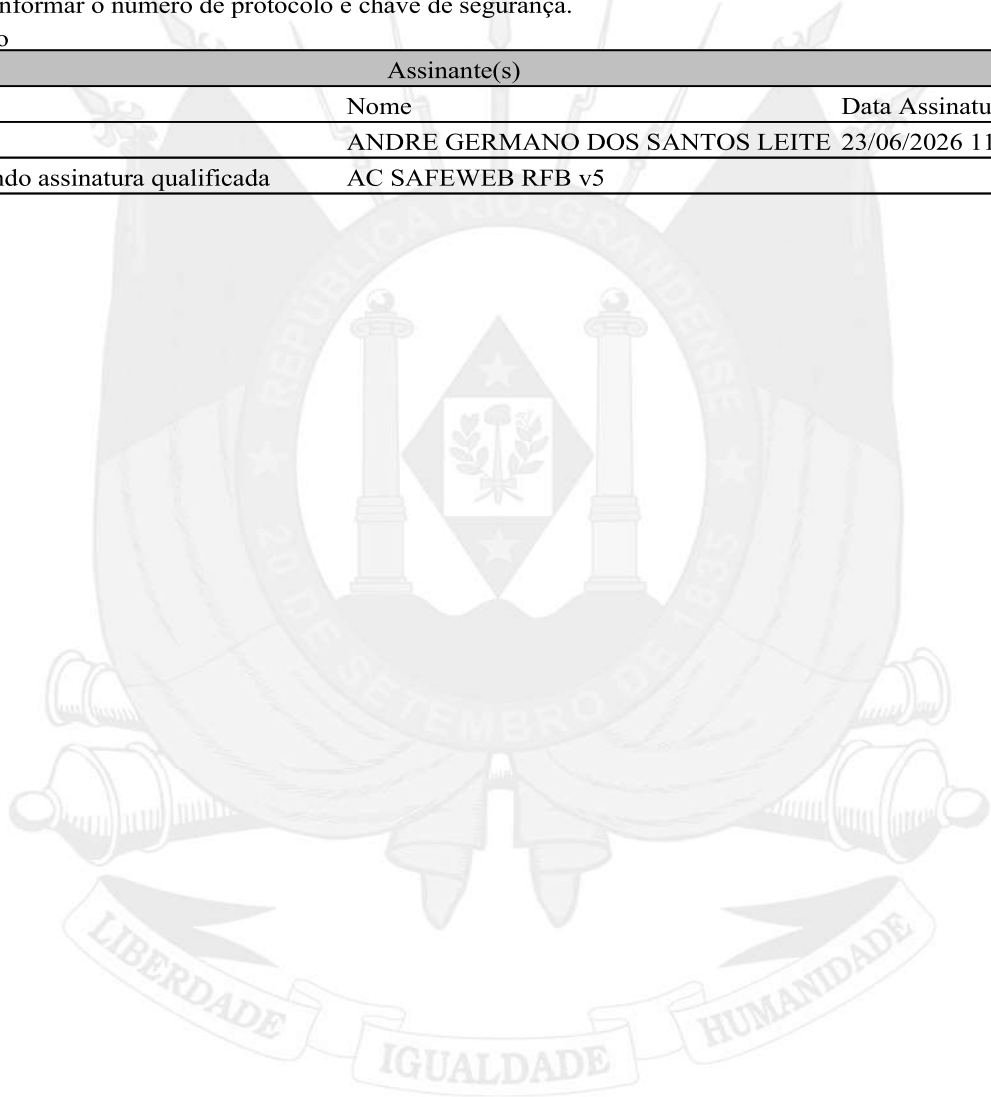 nformar o número de protocolo e chave de segurança.
o
Assinante(s)
Nome Data Assinatu
ANDRE GERMANO DOS SANTOS LEITE 23/06/2026 11
ndo assinatura qualificada AC SAFEWEB RFB v5
REPÚBLICA RIO-GRANDENSE
20 DE SETEMBRO DE 1835
LIBERDADE
IGUALDADE
HUMANIDADE